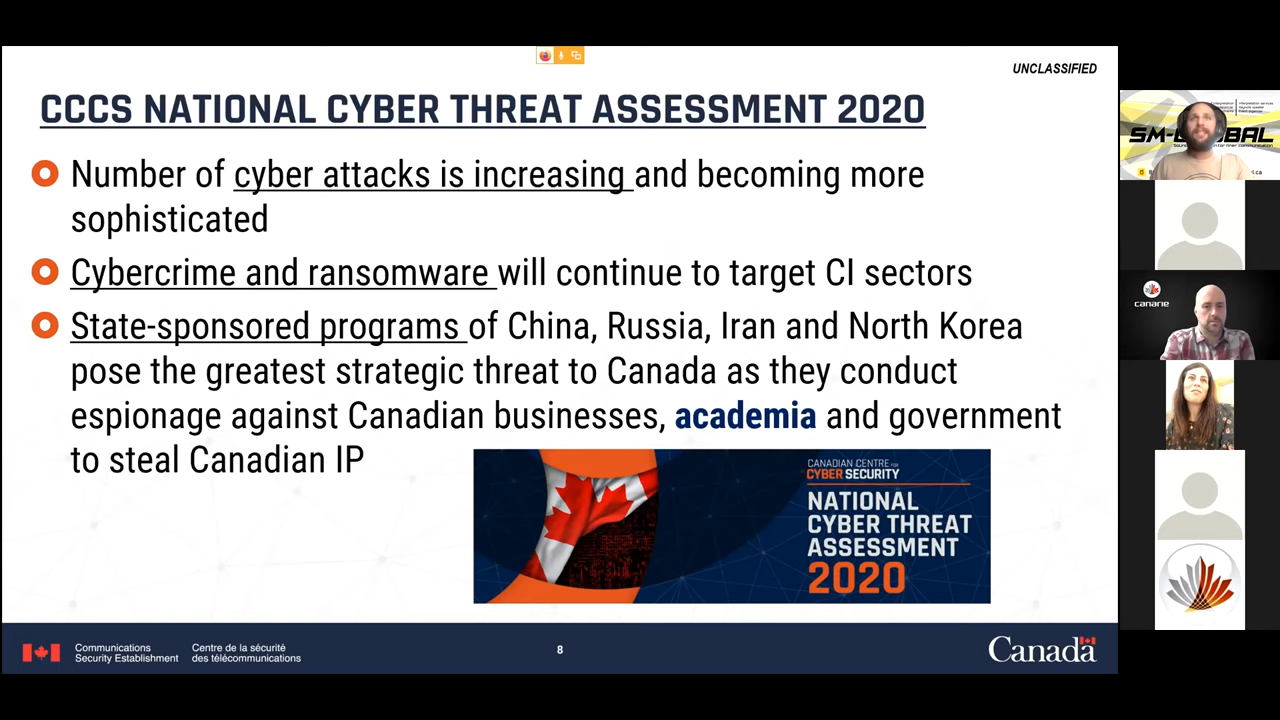 UNCLASSIFIED
CCCS NATIONAL CYBER THREAT ASSESSMENT 2020
Number of cyber attacks is increasing and becoming more
sophisticated
Cybercrime and ransomware will continue to target CI sectors
State-sponsored programs of China, Russia, Iran and North Korea
pose the greatest strategic threat to Canada as they conduct
espionage against Canadian businesses, academia and government
to steal Canadian IP
CANADIAN CENTRE FOR
CYBER SECURITY
NATIONAL
CYBER THREAT
ASSESSMENT
2020
Communications
Security Establishment
Centre de la sécurité
des télécommunications
8
Canada
canarie